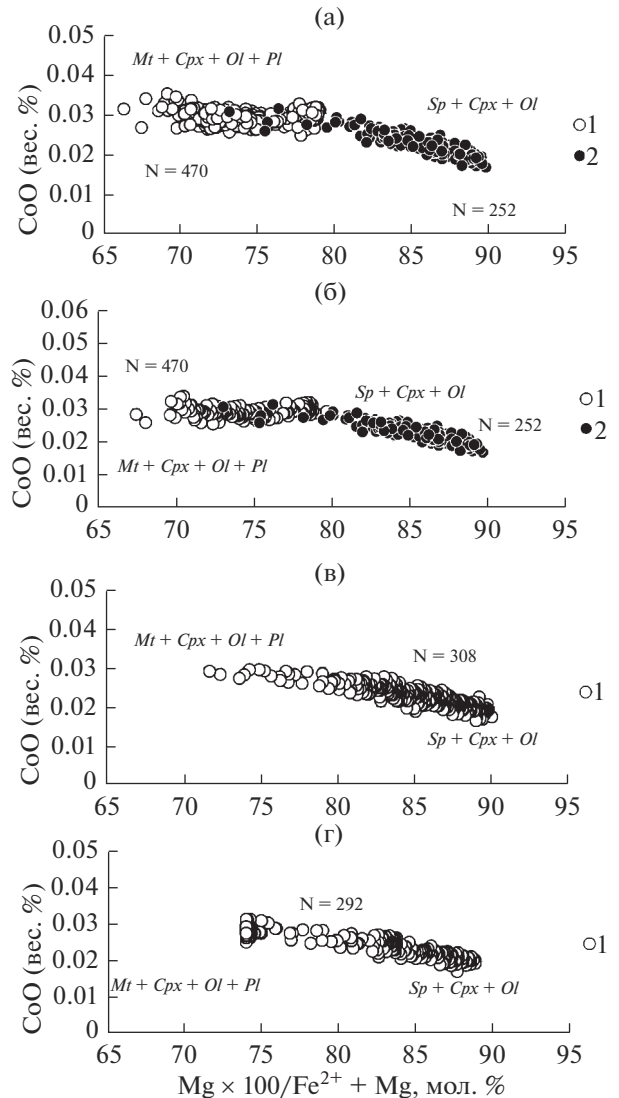 (а)
0.05
Mt + Cpx + Ol + Pl
0.04
Sp + Cpx + Ol
0.03
1
2
0.02
CoO (вес. %)
N = 470
0.01
N = 252
0
65 70 75 80 85 90 95
(б)
0.06
0.05
N = 470
0.04
Sp + Cpx + Ol
1
0.03
N = 252
2
0.02
CoO (вес. %)
0.01
Mt + Cpx + Ol + Pl
0
65 70 75 80 85 90 95
(в)
0.05
0.04
Mt + Cpx + Ol + Pl
N = 308
0.03
1
0.02
CoO (вес. %)
Sp + Cpx + Ol
0.01
0
65 70 75 80 85 90 95
(г)
0.05
0.04
N = 292
0.03
1
0.02
CoO (вес. %)
Mt + Cpx + Ol + Pl
Sp + Cpx + Ol
0.01
0
65 70 75 80 85 90 95
Mg × 100/Fe²⁺ + Mg, мол. %